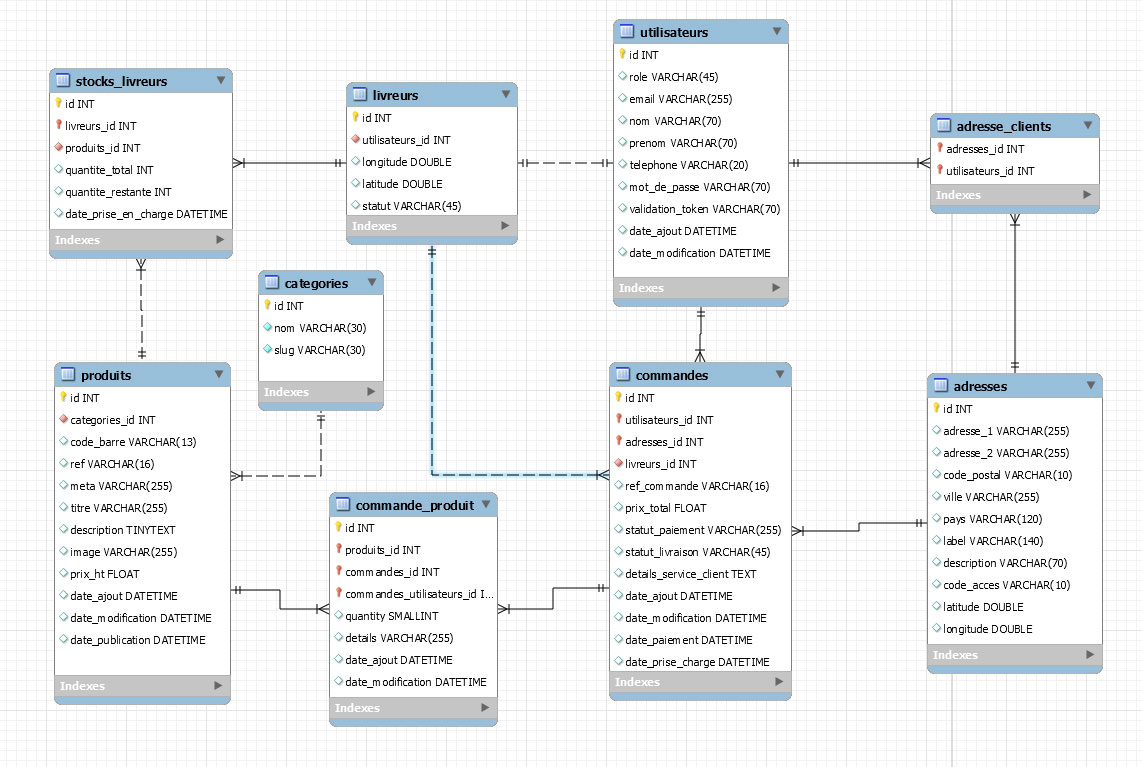 stocks_livreurs
id INT
livreurs_id INT
produits_id INT
quantite_total INT
quantite_restante INT
date_prise_en_charge DATETIME
Indexes
livreurs
id INT
utilisateurs_id INT
longitude DOUBLE
latitude DOUBLE
statut VARCHAR(45)
Indexes
utilisateurs
id INT
role VARCHAR(45)
email VARCHAR(255)
nom VARCHAR(70)
prenom VARCHAR(70)
telephone VARCHAR(20)
mot_de_passe VARCHAR(70)
validation_token VARCHAR(70)
date_ajout DATETIME
date_modification DATETIME
Indexes
adresse_clients
adresses_id INT
utilisateurs_id INT
Indexes
categories
id INT
nom VARCHAR(30)
slug VARCHAR(30)
Indexes
produits
id INT
categories_id INT
code_barre VARCHAR(13)
ref VARCHAR(16)
meta VARCHAR(255)
titre VARCHAR(255)
description TINYTEXT
image VARCHAR(255)
prix_ht FLOAT
date_ajout DATETIME
date_modification DATETIME
date_publication DATETIME
Indexes
commande_produit
id INT
produits_id INT
commandes_id INT
commandes_utilisateurs_id I...
quantity SMALLINT
details VARCHAR(255)
date_ajout DATETIME
date_modification DATETIME
Indexes
commandes
id INT
utilisateurs_id INT
adresses_id INT
livreurs_id INT
ref_commande VARCHAR(16)
prix_total FLOAT
statut_paiement VARCHAR(255)
statut_livraison VARCHAR(45)
details_service_client TEXT
date_ajout DATETIME
date_modification DATETIME
date_paiement DATETIME
date_prise_charge DATETIME
Indexes
adresses
id INT
adresse_1 VARCHAR(255)
adresse_2 VARCHAR(255)
code_postal VARCHAR(10)
ville VARCHAR(255)
pays VARCHAR(120)
label VARCHAR(140)
description VARCHAR(70)
code_acces VARCHAR(10)
latitude DOUBLE
longitude DOUBLE
Indexes